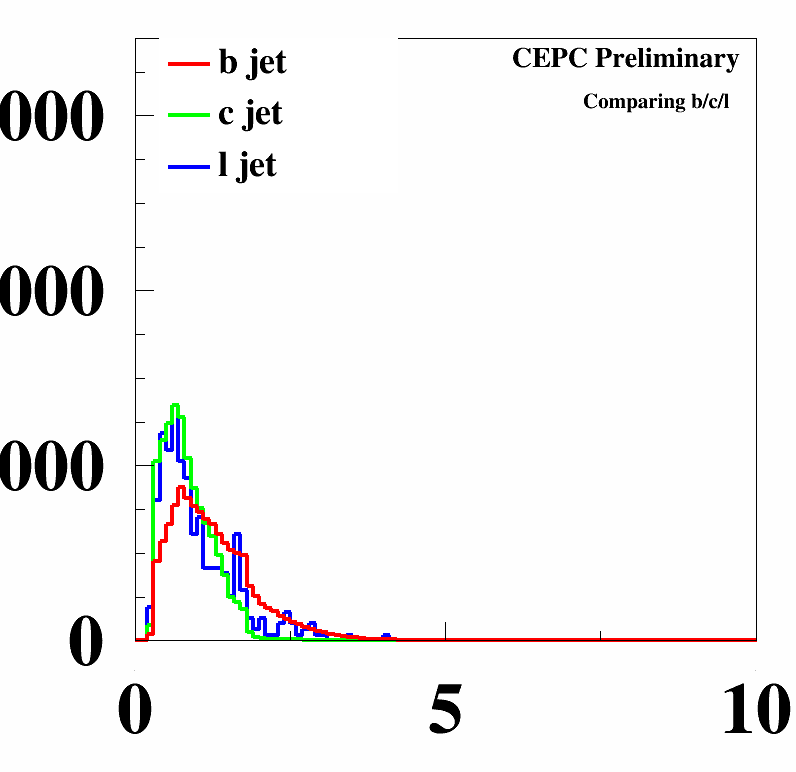 b jet
c jet
l jet
CEPC Preliminary
Comparing b/c/l
000
000
000
0
0
5
10